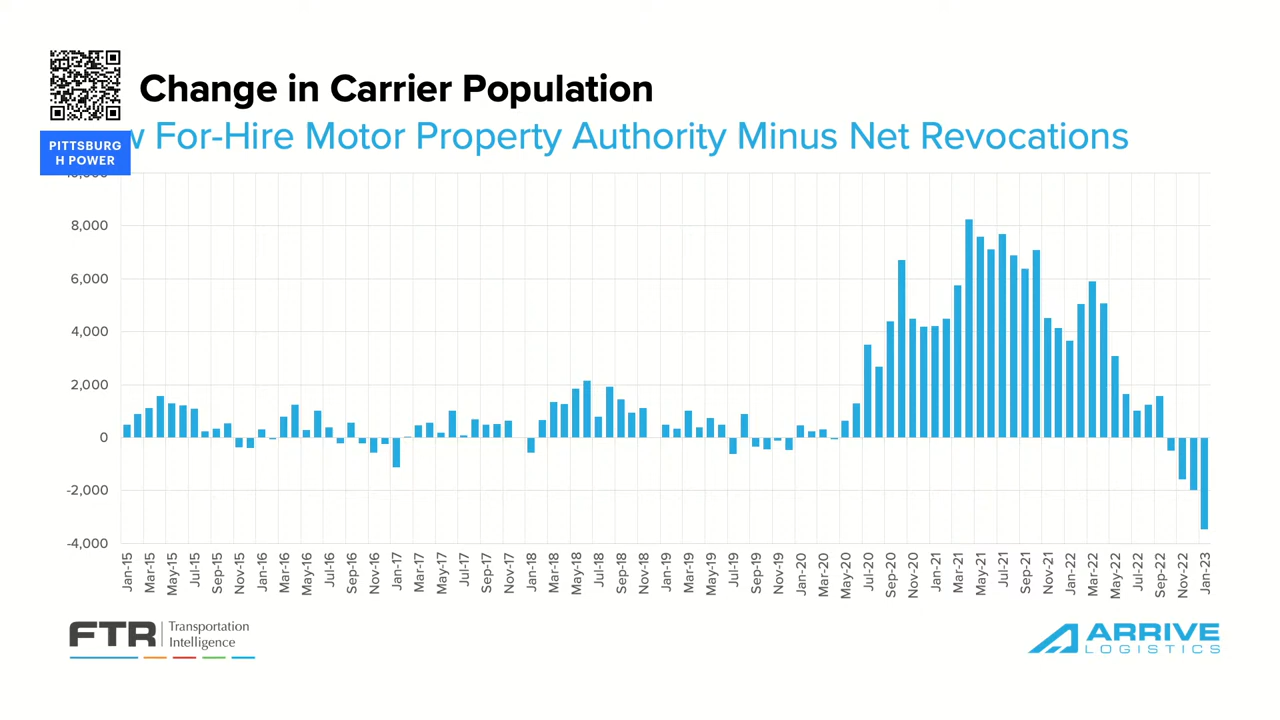 Change in Carrier Population
For-Hire Motor Property Authority Minus Net Revocations
PITTSBURG
H POWER
8,000
6,000
4,000
2,000
0
-2,000
-4,000
Jan-15
Mar-15
May-15
Jul-15
Sep-15
Nov-15
Jan-16
Mar-16
May-16
Jul-16
Sep-16
Nov-16
Jan-17
Mar-17
May-17
Jul-17
Sep-17
Nov-17
Jan-18
Mar-18
May-18
Jul-18
Sep-18
Nov-18
Jan-19
Mar-19
May-19
Jul-19
Sep-19
Nov-19
Jan-20
Mar-20
May-20
Jul-20
Sep-20
Nov-20
Jan-21
Mar-21
May-21
Jul-21
Sep-21
Nov-21
Jan-22
Mar-22
May-22
Jul-22
Sep-22
Nov-22
Jan-23
FTR Transportation
Intelligence
ARRIVE
LOGISTICS